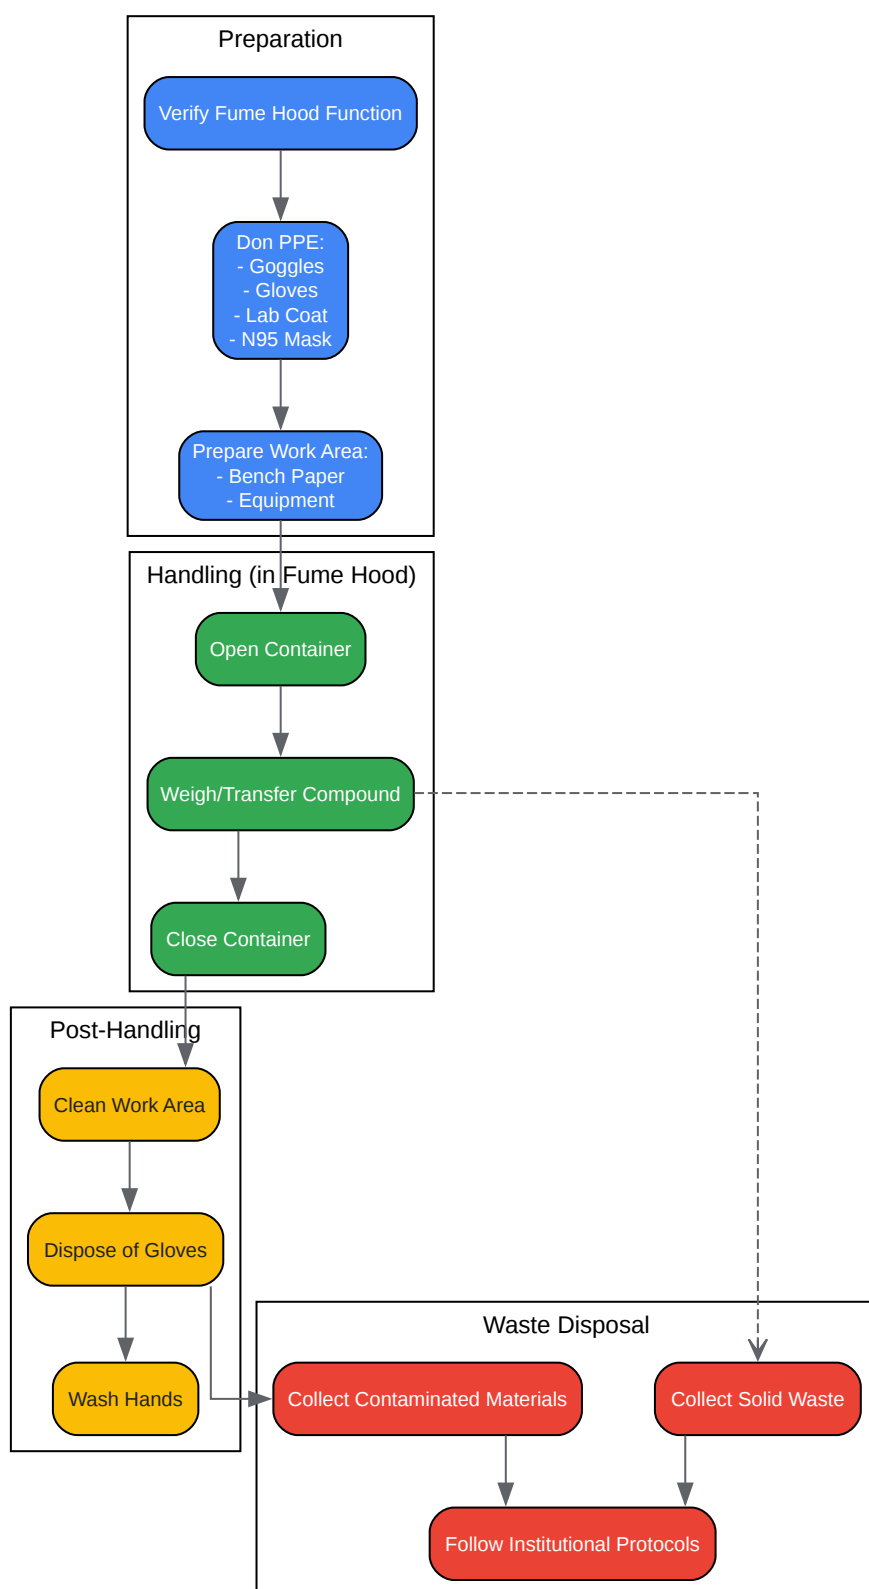 Preparation
Verify Fume Hood Function
Don PPE:
- Goggles
- Gloves
- Lab Coat
- N95 Mask
Prepare Work Area:
- Bench Paper
- Equipment
Handling (in Fume Hood)
Open Container
Weigh/Transfer Compound
Close Container
Post-Handling
Clean Work Area
Dispose of Gloves
Wash Hands
Waste Disposal
Collect Contaminated Materials
Collect Solid Waste
Follow Institutional Protocols